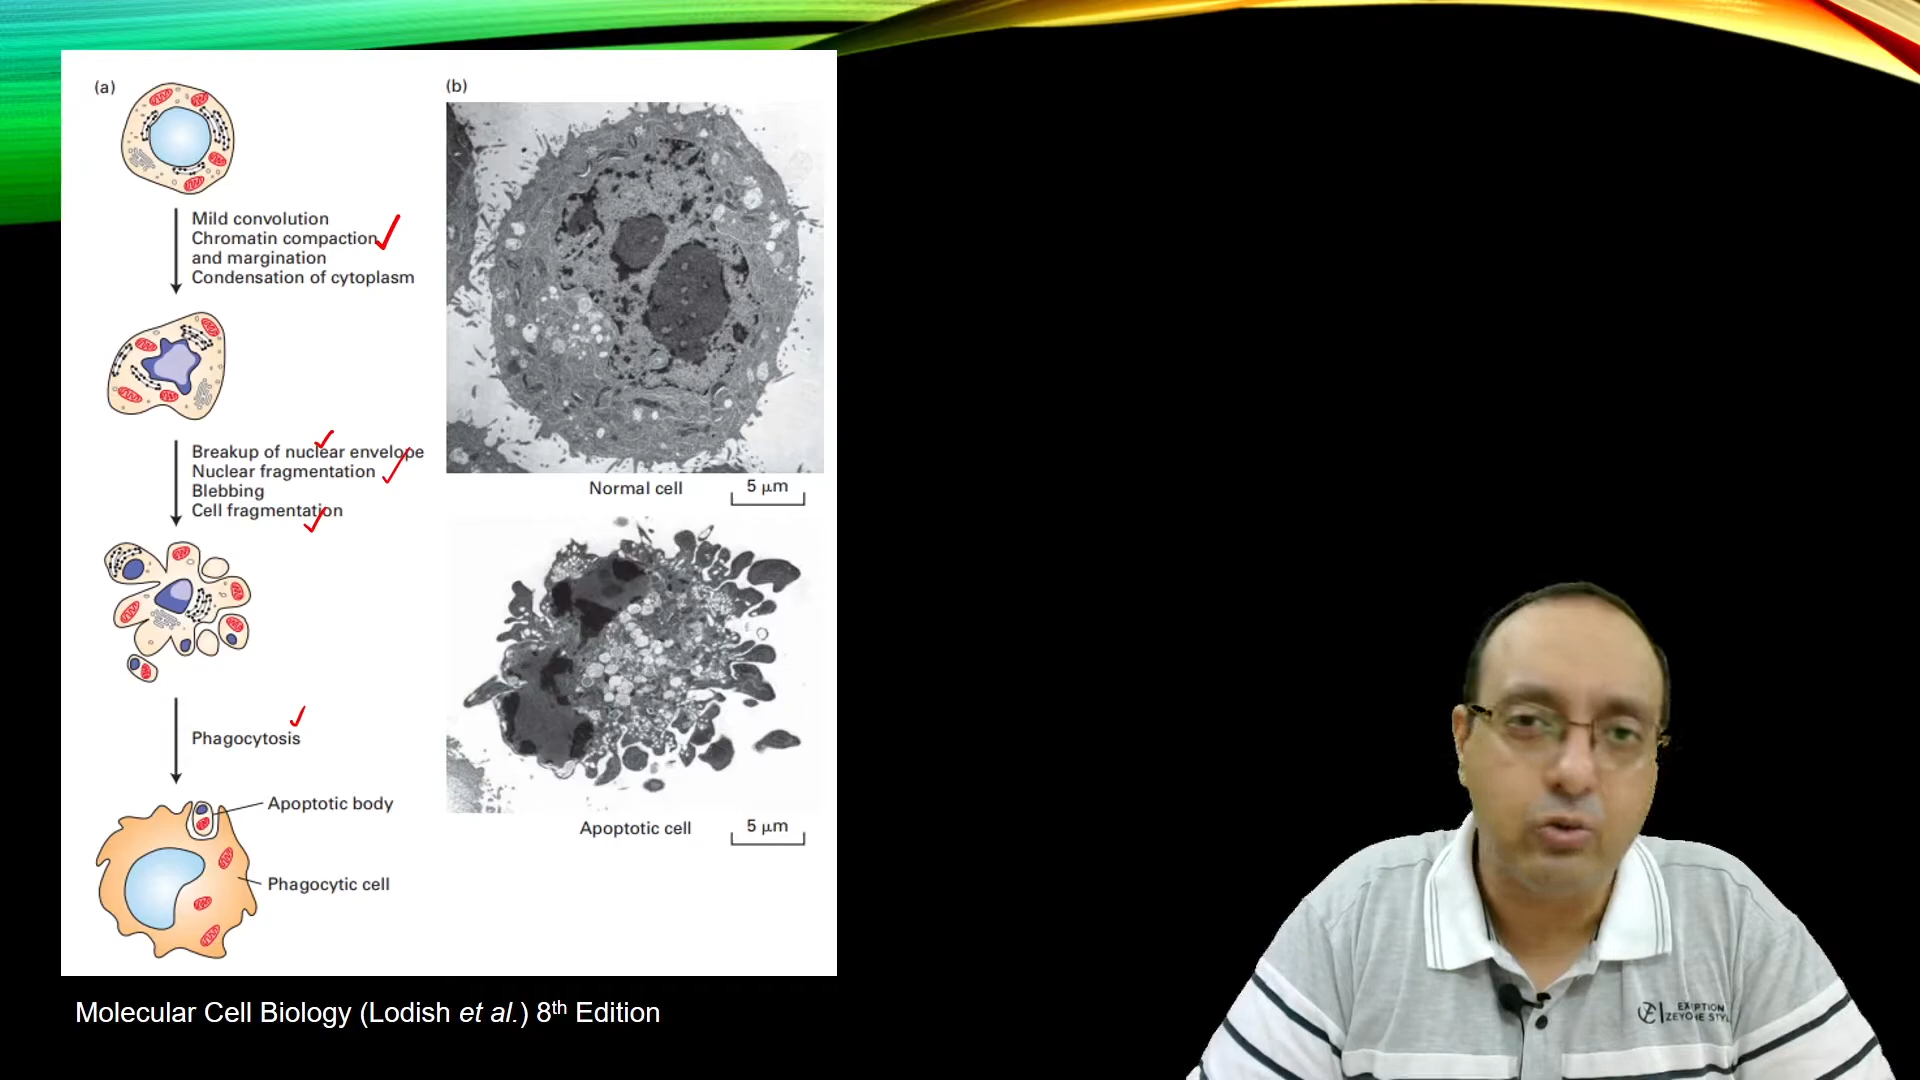 (a)
Mild convolution
Chromatin compaction
and margination
Condensation of cytoplasm
Breakup of nuclear envelope
Nuclear fragmentation
Blebbing
Cell fragmentation
Phagocytosis
Apoptotic body
Phagocytic cell
(b)
Normal cell
5 μm
Apoptotic cell
5 μm
Molecular Cell Biology (Lodish et al.) 8th Edition